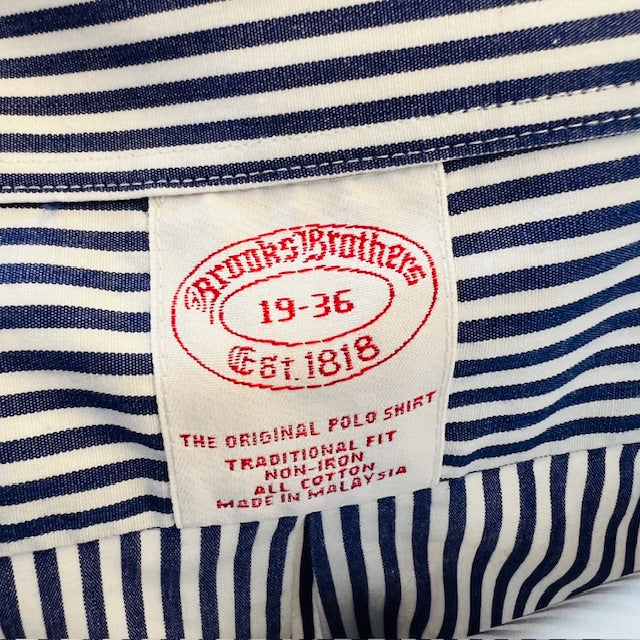 Brooks Brothers
19-36
Est. 1818
THE ORIGINAL POLO SHIRT
TRADITIONAL FIT
NON-IRON
ALL COTTON
MADE IN MALAYSIA